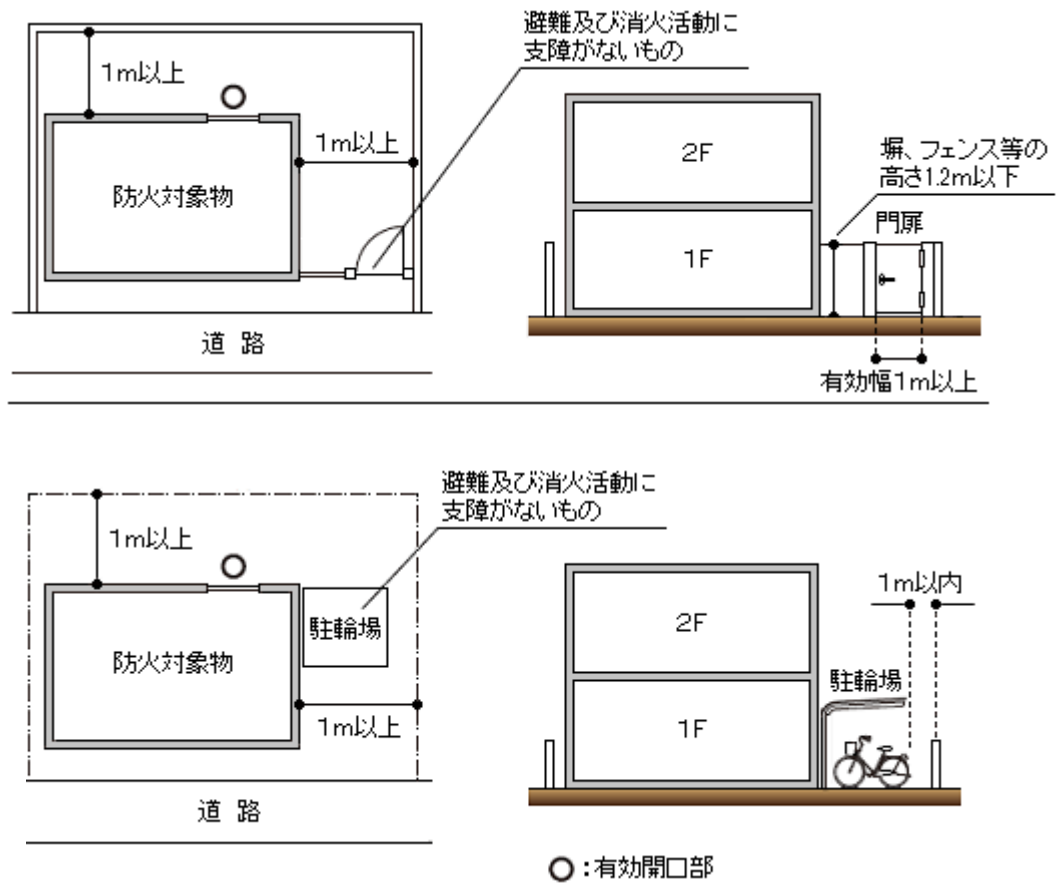 避難及び消火活動に
支障がないもの
1m以上
1m以上
防火対象物
道 路
2F
1F
塀、フェンス等の
高さ1.2m以下
門扉
有効幅1m以上
避難及び消火活動に
支障がないもの
1m以上
駐輪場
防火対象物
1m以上
道 路
2F
1F
1m以内
駐輪場
○:有効開口部